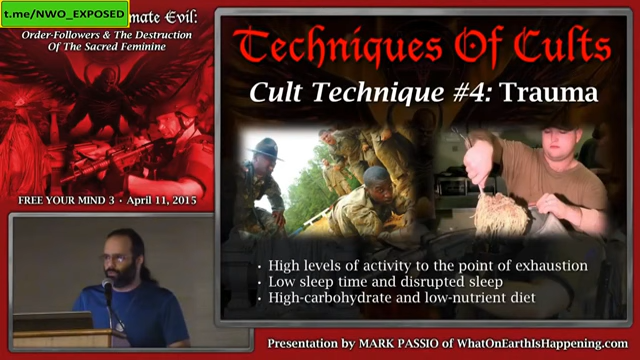 t.me/NWO_EXPOSED
mate Evil:
Order-Followers & The Destruction
Of The Sacred Feminine
FREE YOUR MIND 3 · April 11, 2015
Techniques Of Cults
Cult Technique #4: Trauma
• High levels of activity to the point of exhaustion
• Low sleep time and disrupted sleep
• High-carbohydrate and low-nutrient diet
Presentation by MARK PASSIO of WhatOnEarthIsHappening.com